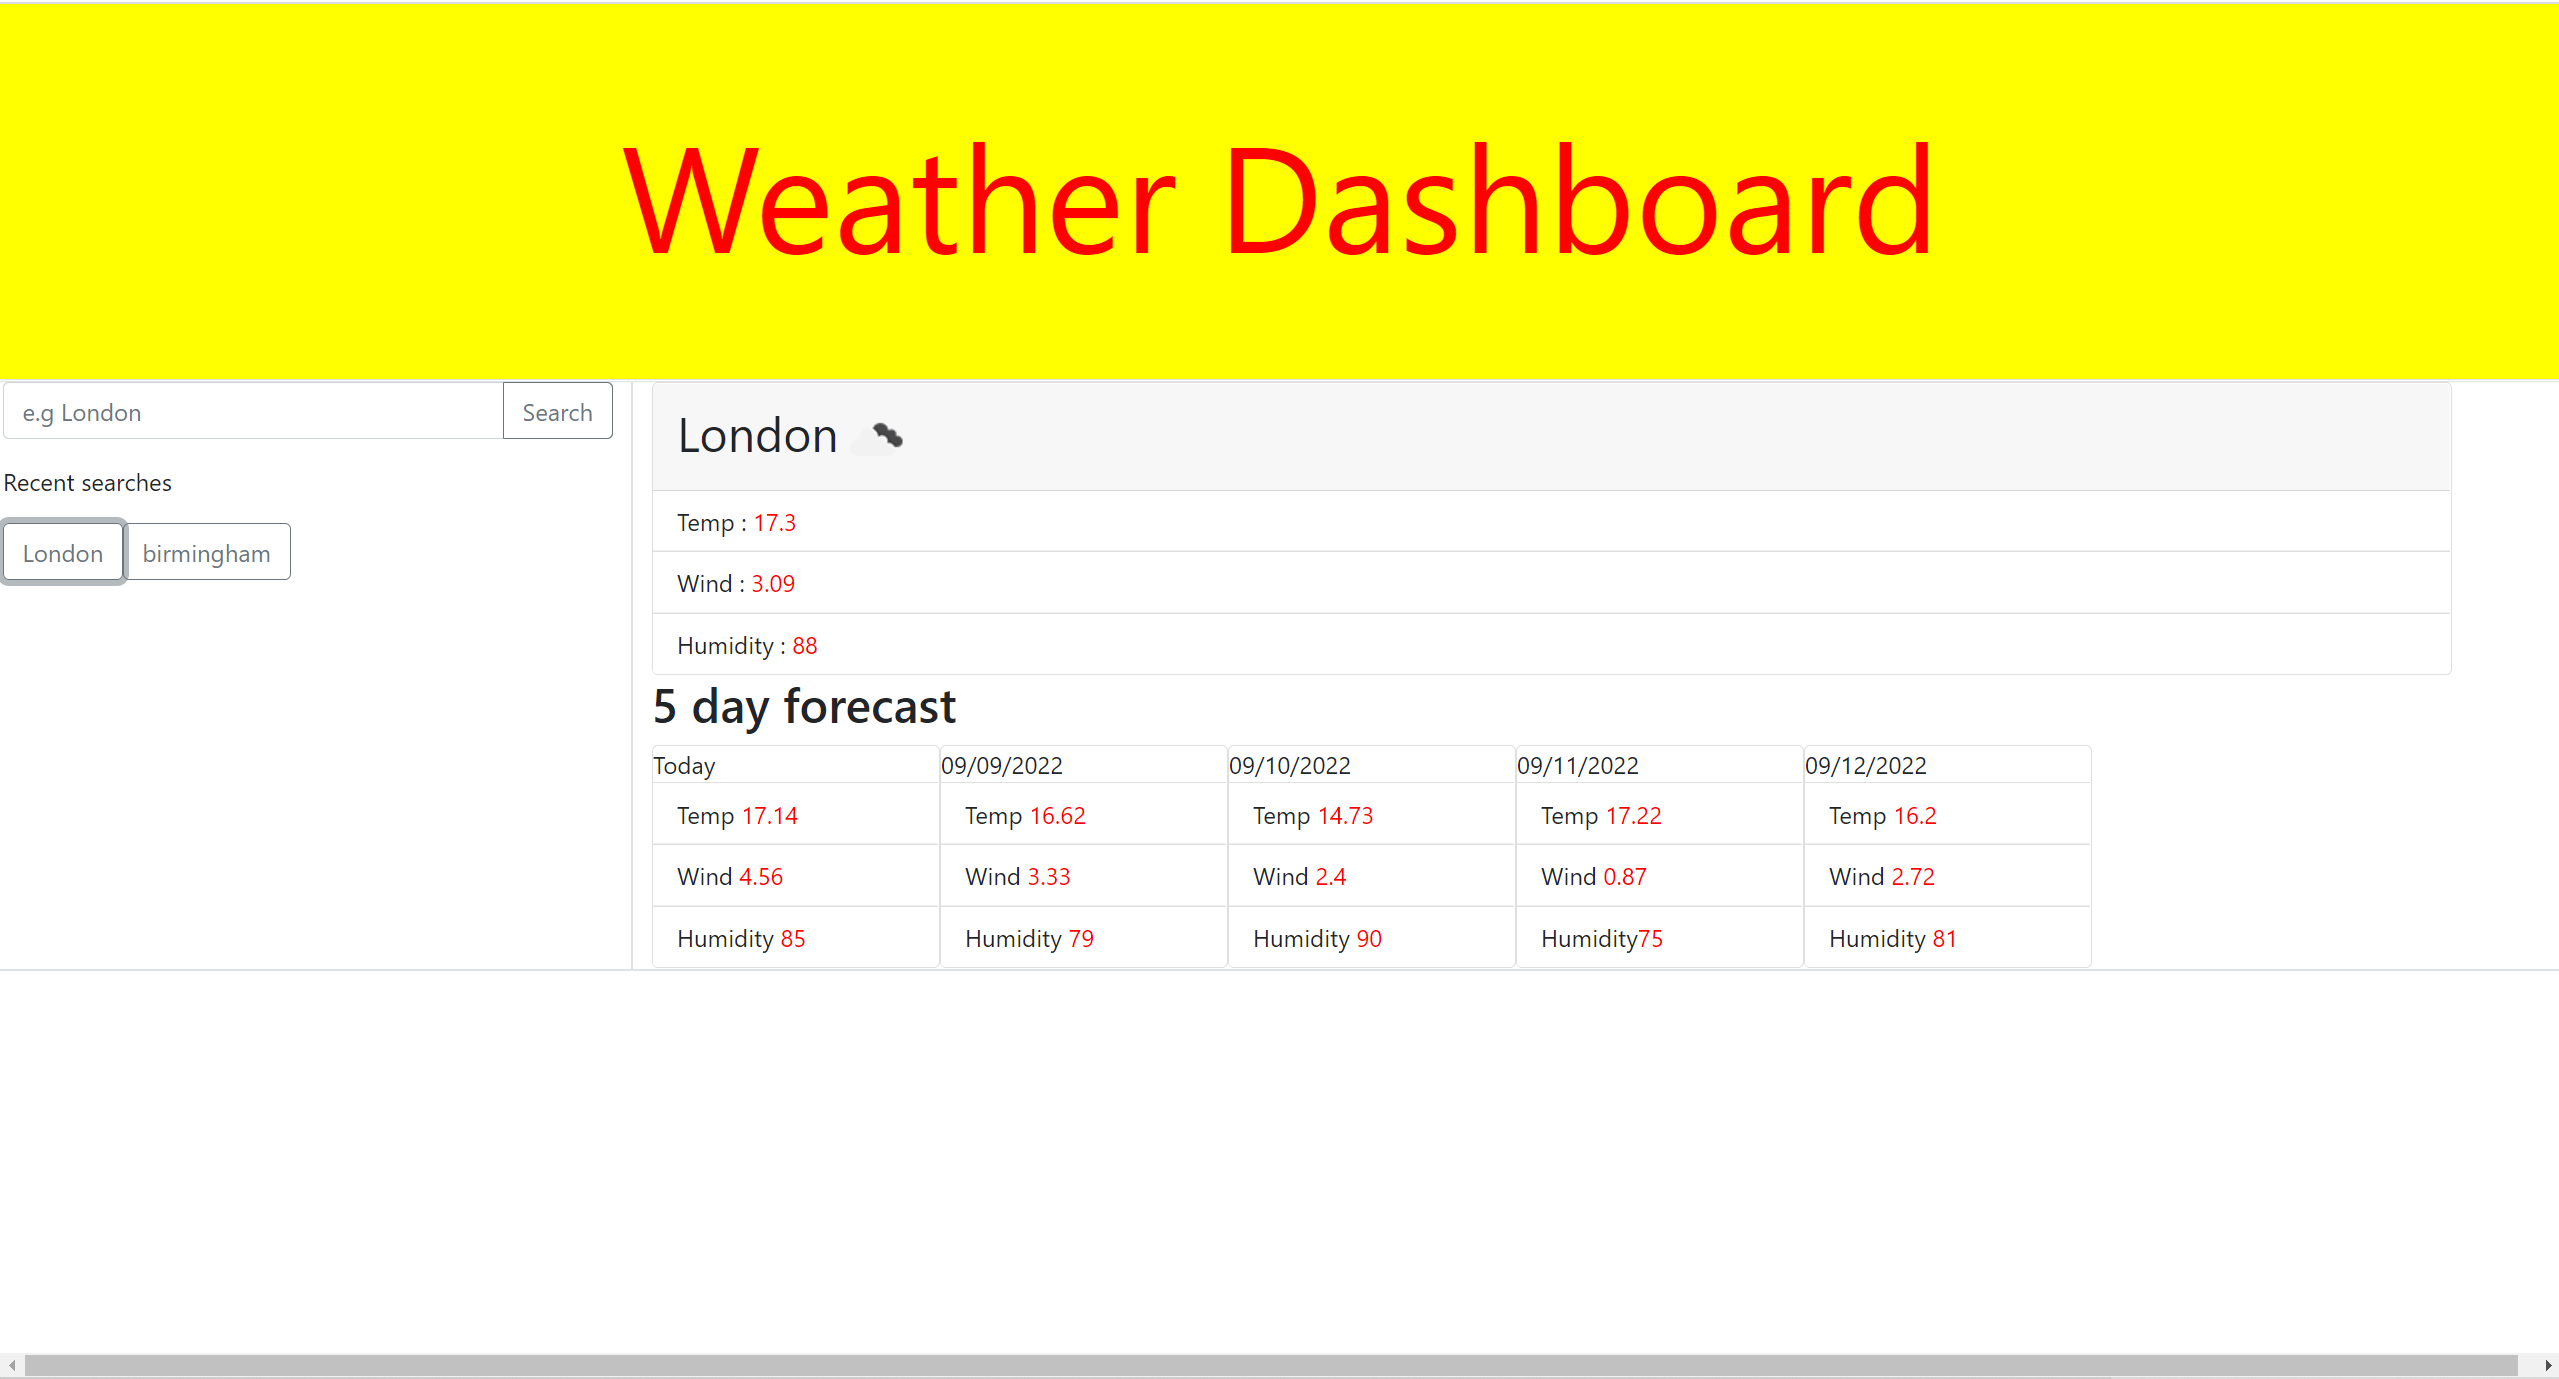 Weather Dashboard
e.g London Search
Recent searches
London birmingham
London
Temp : 17.3
Wind : 3.09
Humidity : 88
5 day forecast
Today 09/09/2022 09/10/2022 09/11/2022 09/12/2022
Temp 17.14 Temp 16.62 Temp 14.73 Temp 17.22 Temp 16.2
Wind 4.56 Wind 3.33 Wind 2.4 Wind 0.87 Wind 2.72
Humidity 85 Humidity 79 Humidity 90 Humidity75 Humidity 81